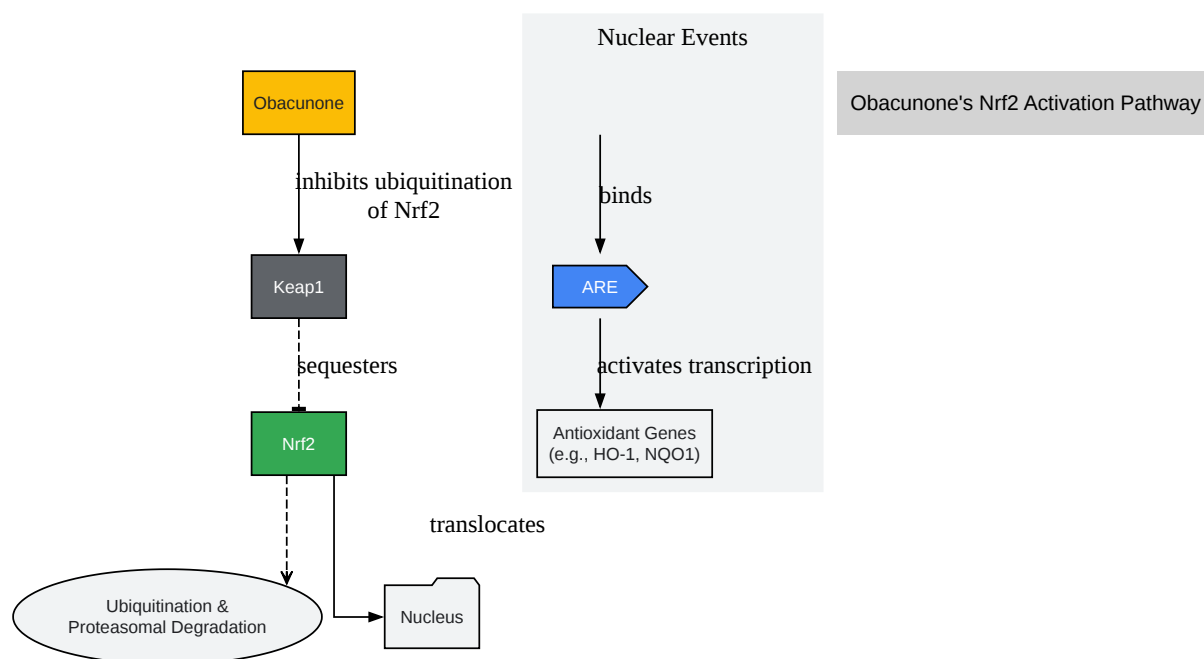 Nuclear Events
Obacunone
Obacunone's Nrf2 Activation Pathway
inhibits ubiquitination
of Nrf2
binds
Keap1
ARE
sequesters
activates transcription
Nrf2
Antioxidant Genes
(e.g., HO-1, NQO1)
translocates
Ubiquitination &
Proteasomal Degradation
Nucleus